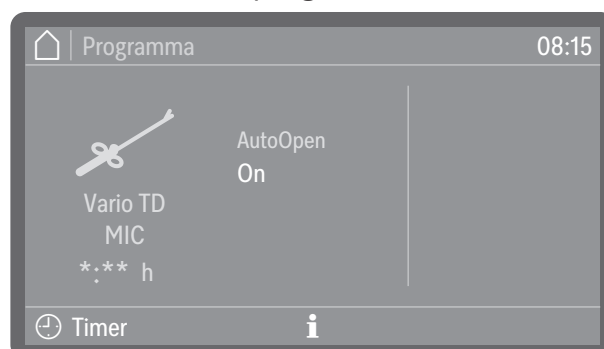 Programma
08:15
AutoOpen
On
Vario TD
MIC
*:** h
Timer
i